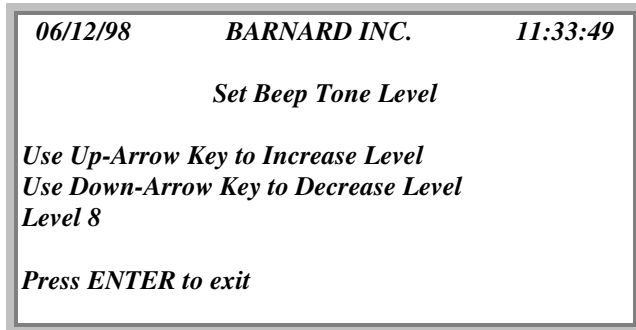 06/12/98 BARNARD INC. 11:33:49
Set Beep Tone Level
Use Up-Arrow Key to Increase Level
Use Down-Arrow Key to Decrease Level
Level 8
Press ENTER to exit